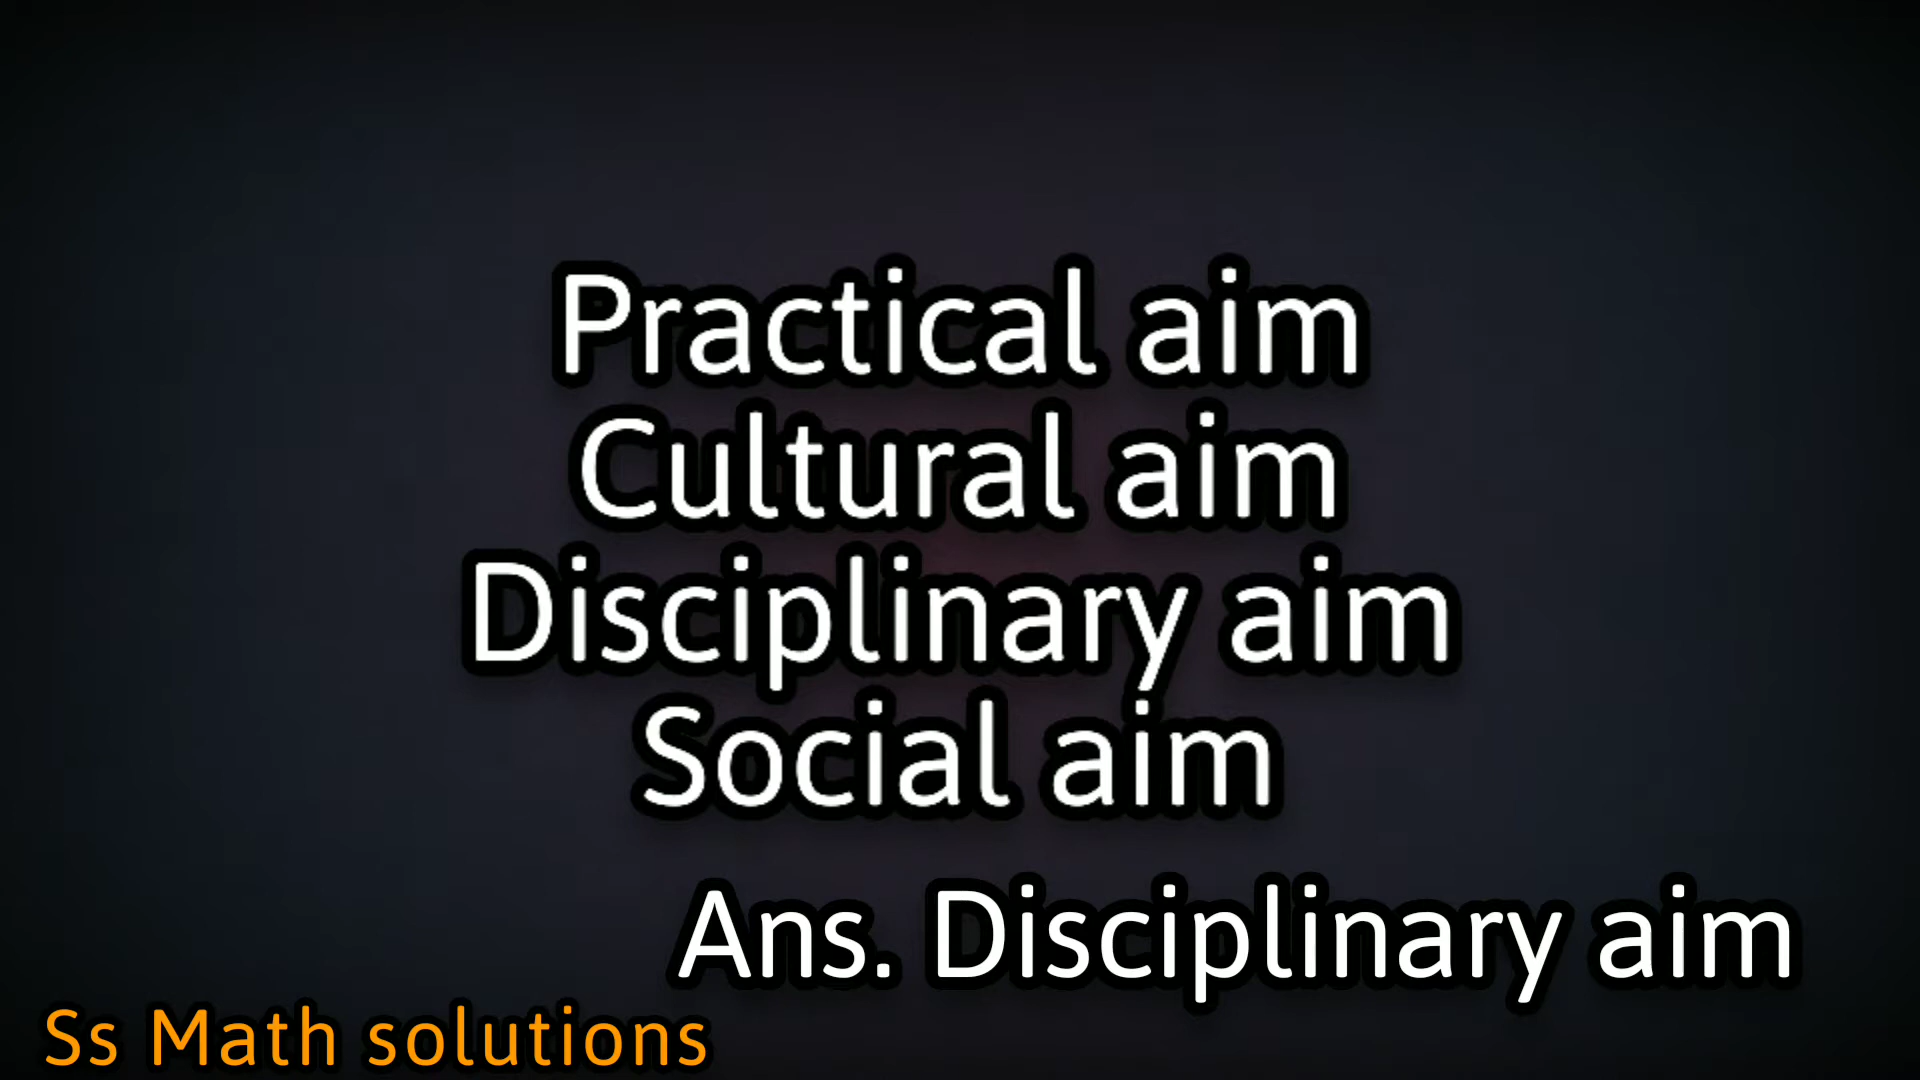 Practical aim
Cultural aim
Disciplinary aim
Social aim
Ans. Disciplinary aim
Ss Math solutions